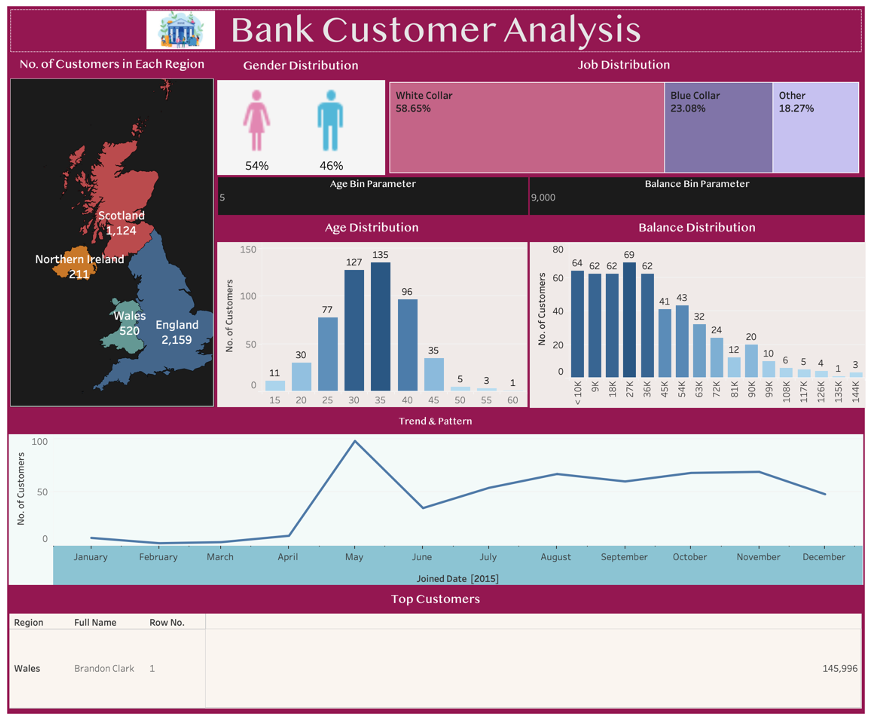 Bank Customer Analysis
No. of Customers in Each Region
Gender Distribution
Job Distribution
Scotland
1,124
Northern Ireland
211
Wales
520
England
2,159
54%
46%
White Collar
58.65%
Blue Collar
23.08%
Other
18.27%
Age Bin Parameter
5
Balance Bin Parameter
9,000
Age Distribution
No. of Customers
150
100
50
0
11
30
77
127
135
96
35
5
3
1
15 20 25 30 35 40 45 50 55 60
Balance Distribution
No. of Customers
80
60
40
20
0
64
62
62
69
62
41
43
32
24
12
20
10
6
5
4
1
3
< 10K 9K 18K 27K 36K 45K 54K 63K 72K 81K 90K 99K 108K 117K 126K 135K 144K
Trend & Pattern
No. of Customers
100
50
0
January February March April May June July August September October November December
Joined Date [2015]
Top Customers
Region Full Name Row No.
Wales Brandon Clark 1 145,996